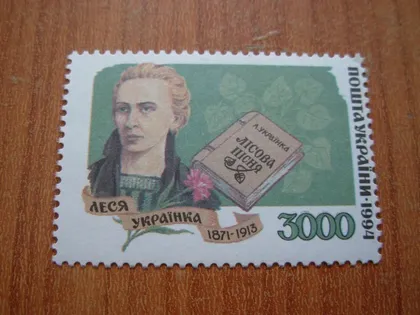 Л. УКРАЇНКА
ЛІСОВА
ПІСНЯ
ЛЕСЯ
УКРАЇНКА
1871-1913
3000
ПОШТА УКРАЇНИ · 1994